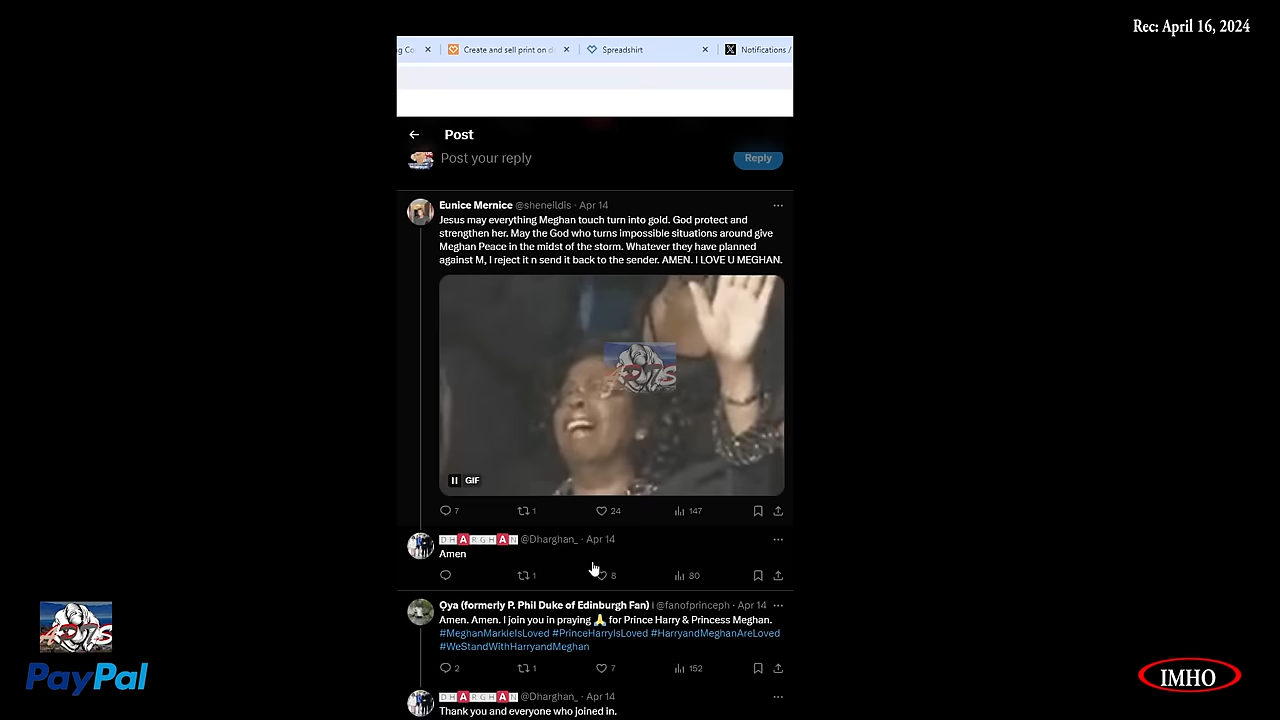 Rec: April 16, 2024
Create and sell print on d
Spreadshirt
Notifications /
Post
Post your reply
Reply
Eunice Mernice @shenelldis · Apr 14
Jesus may everything Meghan touch turn into gold. God protect and
strengthen her. May the God who turns impossible situations around give
Meghan Peace in the midst of the storm. Whatever they have planned
against M, I reject it n send it back to the sender. AMEN. I LOVE U MEGHAN.
GIF
7 1 24 147
DHARGHAN @Dharghan_ · Apr 14
Amen
1 8 80
Ọya (formerly P. Phil Duke of Edinburgh Fan) @fanofprinceph · Apr 14
Amen. Amen. I join you in praying 🙏 for Prince Harry & Princess Meghan.
#MeghanMarkleIsLoved #PrinceHarryIsLoved #HarryandMeghanAreLoved
#WeStandWithHarryandMeghan
2 1 7 152
DHARGHAN @Dharghan_ · Apr 14
Thank you and everyone who joined in.
PayPal
IMHO